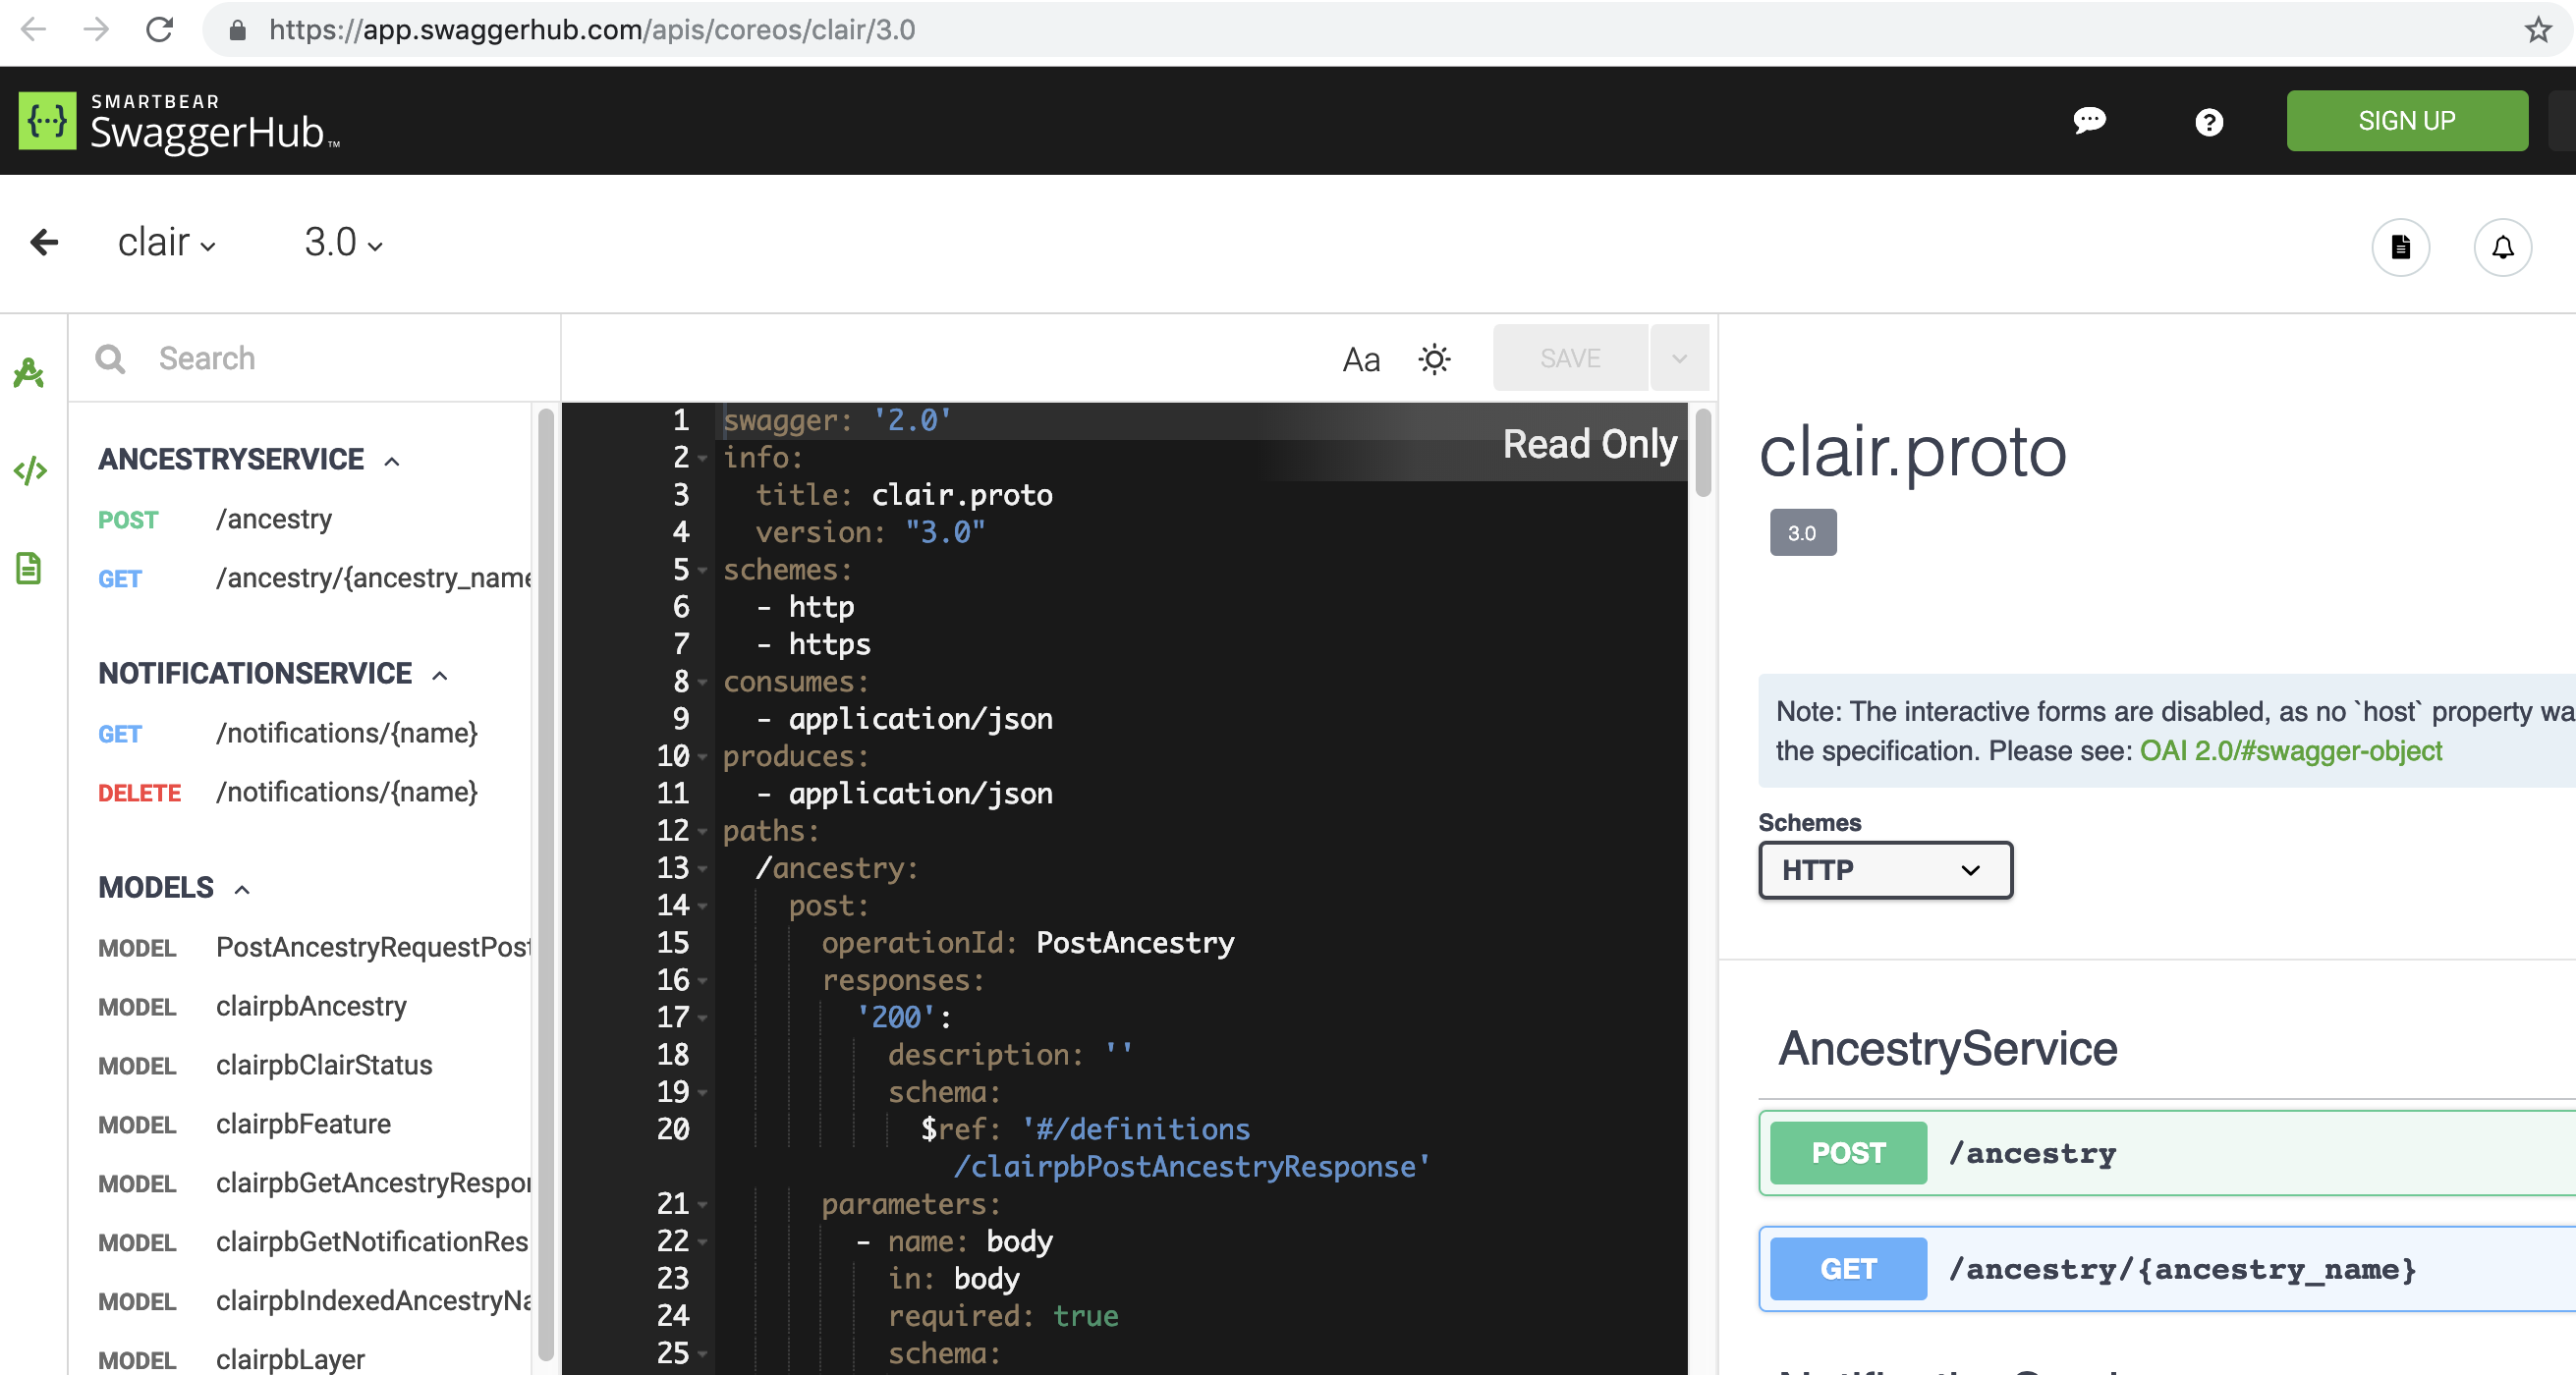 https://app.swaggerhub.com/apis/coreos/clair/3.0
{···}
SMARTBEAR
SwaggerHub™
SIGN UP
clair
3.0
Search
ANCESTRYSERVICE
POST /ancestry
GET /ancestry/{ancestry_name
NOTIFICATIONSERVICE
GET /notifications/{name}
DELETE /notifications/{name}
MODELS
MODEL PostAncestryRequestPost
MODEL clairpbAncestry
MODEL clairpbClairStatus
MODEL clairpbFeature
MODEL clairpbGetAncestryRespo
MODEL clairpbGetNotificationRes
MODEL clairpbIndexedAncestryNa
MODEL clairpbLayer
Aa
SAVE
Read Only
1 swagger: '2.0'
2 info:
3 title: clair.proto
4 version: "3.0"
5 schemes:
6 - http
7 - https
8 consumes:
9 - application/json
10 produces:
11 - application/json
12 paths:
13 /ancestry:
14 post:
15 operationId: PostAncestry
16 responses:
17 '200':
18 description: ''
19 schema:
20 $ref: '#/definitions
/clairpbPostAncestryResponse'
21 parameters:
22 - name: body
23 in: body
24 required: true
25 schema:
clair.proto
3.0
Note: The interactive forms are disabled, as no `host` property wa
the specification. Please see: OAI 2.0/#swagger-object
Schemes
HTTP
AncestryService
POST /ancestry
GET /ancestry/{ancestry_name}